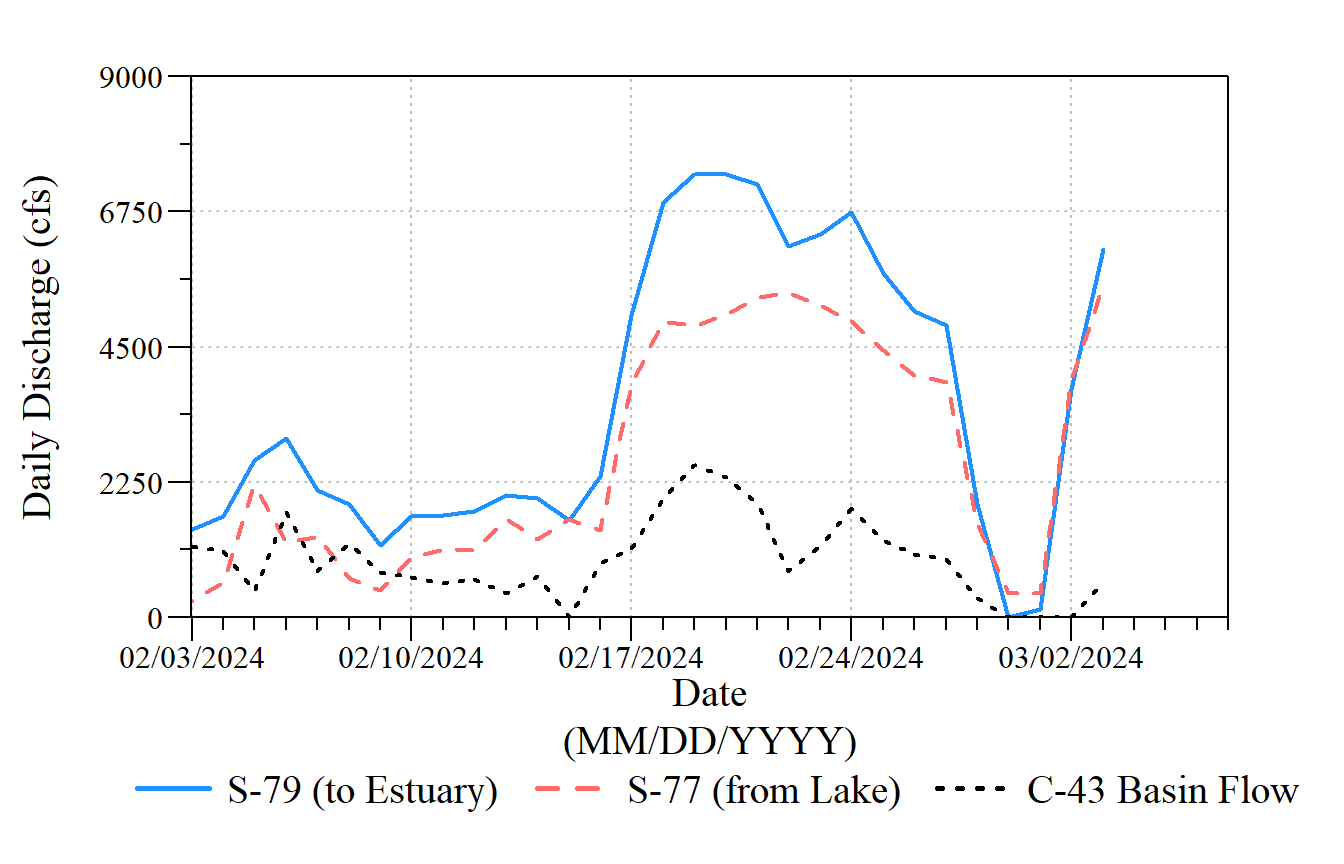 9000
6750
4500
2250
0
Daily Discharge (cfs)
02/03/2024 02/10/2024 02/17/2024 02/24/2024 03/02/2024
Date
(MM/DD/YYYY)
S-79 (to Estuary) S-77 (from Lake) C-43 Basin Flow